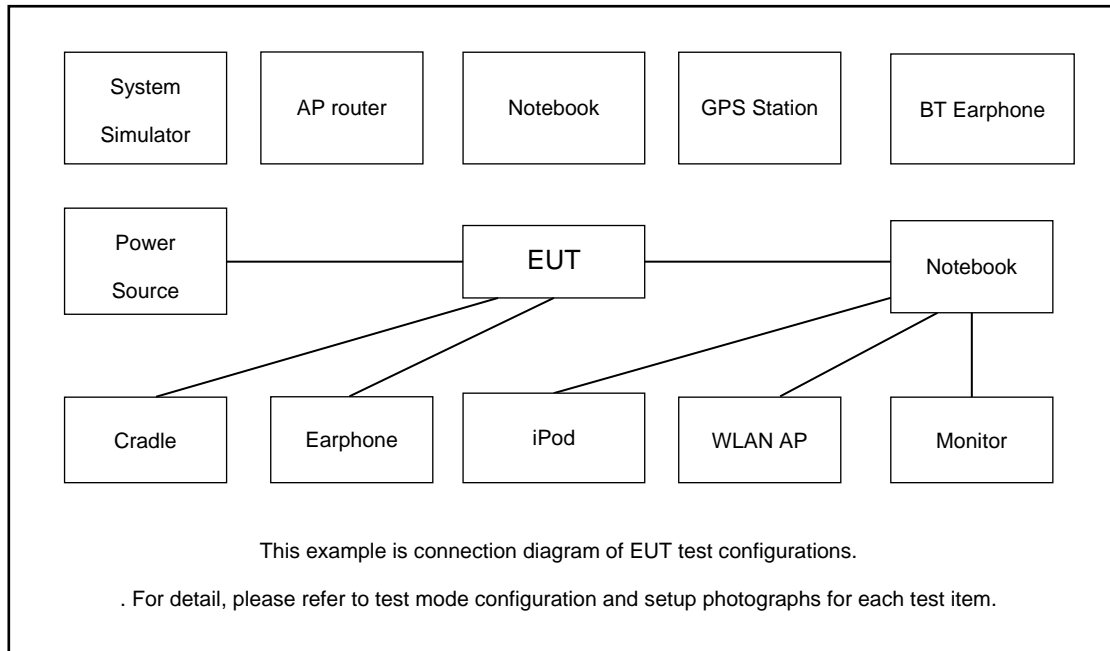 System
Simulator
AP router
Notebook
GPS Station
BT Earphone
Power
Source
EUT
Notebook
Cradle
Earphone
iPod
WLAN AP
Monitor
This example is connection diagram of EUT test configurations.
. For detail, please refer to test mode configuration and setup photographs for each test item.